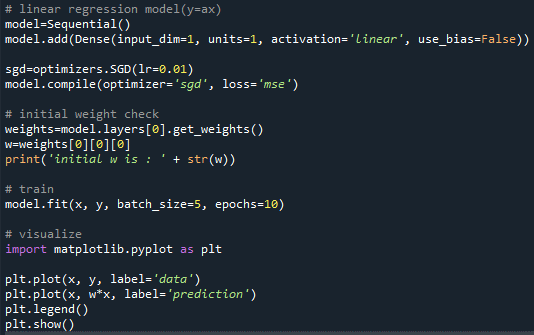 # linear regression model(y=ax)
model=Sequential()
model.add(Dense(input_dim=1, units=1, activation='linear', use_bias=False))
sgd=optimizers.SGD(lr=0.01)
model.compile(optimizer='sgd', loss='mse')
# initial weight check
weights=model.layers[0].get_weights()
w=weights[0][0][0]
print('initial w is : ' + str(w))
# train
model.fit(x, y, batch_size=5, epochs=10)
# visualize
import matplotlib.pyplot as plt
plt.plot(x, y, label='data')
plt.plot(x, w*x, label='prediction')
plt.legend()
plt.show()